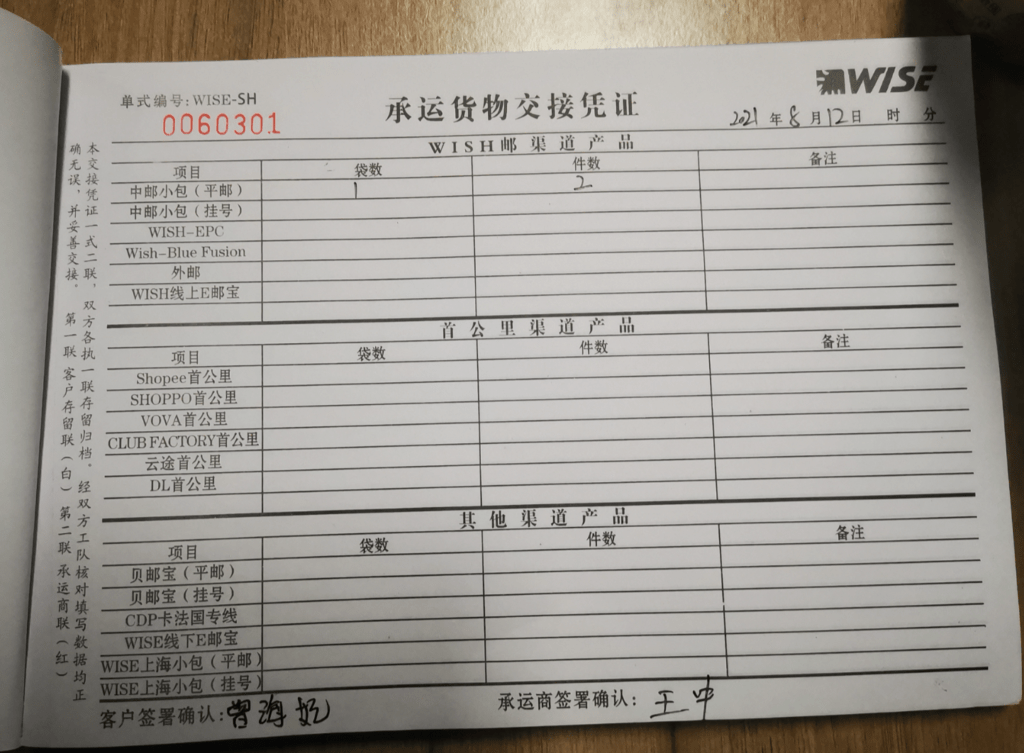 单式编号:WISE-SH
0060301
承运货物交接凭证
WISE
2021 年 8 月 12 日 时 分
WISH邮渠道产品
项目 袋数 件数 备注
中邮小包(平邮) 1 2
中邮小包(挂号)
WISH-EPC
Wish-Blue Fusion
外邮
WISH线上E邮宝
首公里渠道产品
项目 袋数 件数 备注
Shopee首公里
SHOPPO首公里
VOVA首公里
CLUB FACTORY首公里
云途首公里
DL首公里
其他渠道产品
项目 袋数 件数 备注
贝邮宝(平邮)
贝邮宝(挂号)
CDP卡法国专线
WISE线下E邮宝
WISE上海小包(平邮)
WISE上海小包(挂号)
客户签署确认: 曾海 承运商签署确认: 王中
本交接凭证一式二联,双方各执一联存留归档。经双方工队核对填写数据均正
确无误,并妥善交接。 第一联 客户存留联(白) 第二联 承运商联(红)